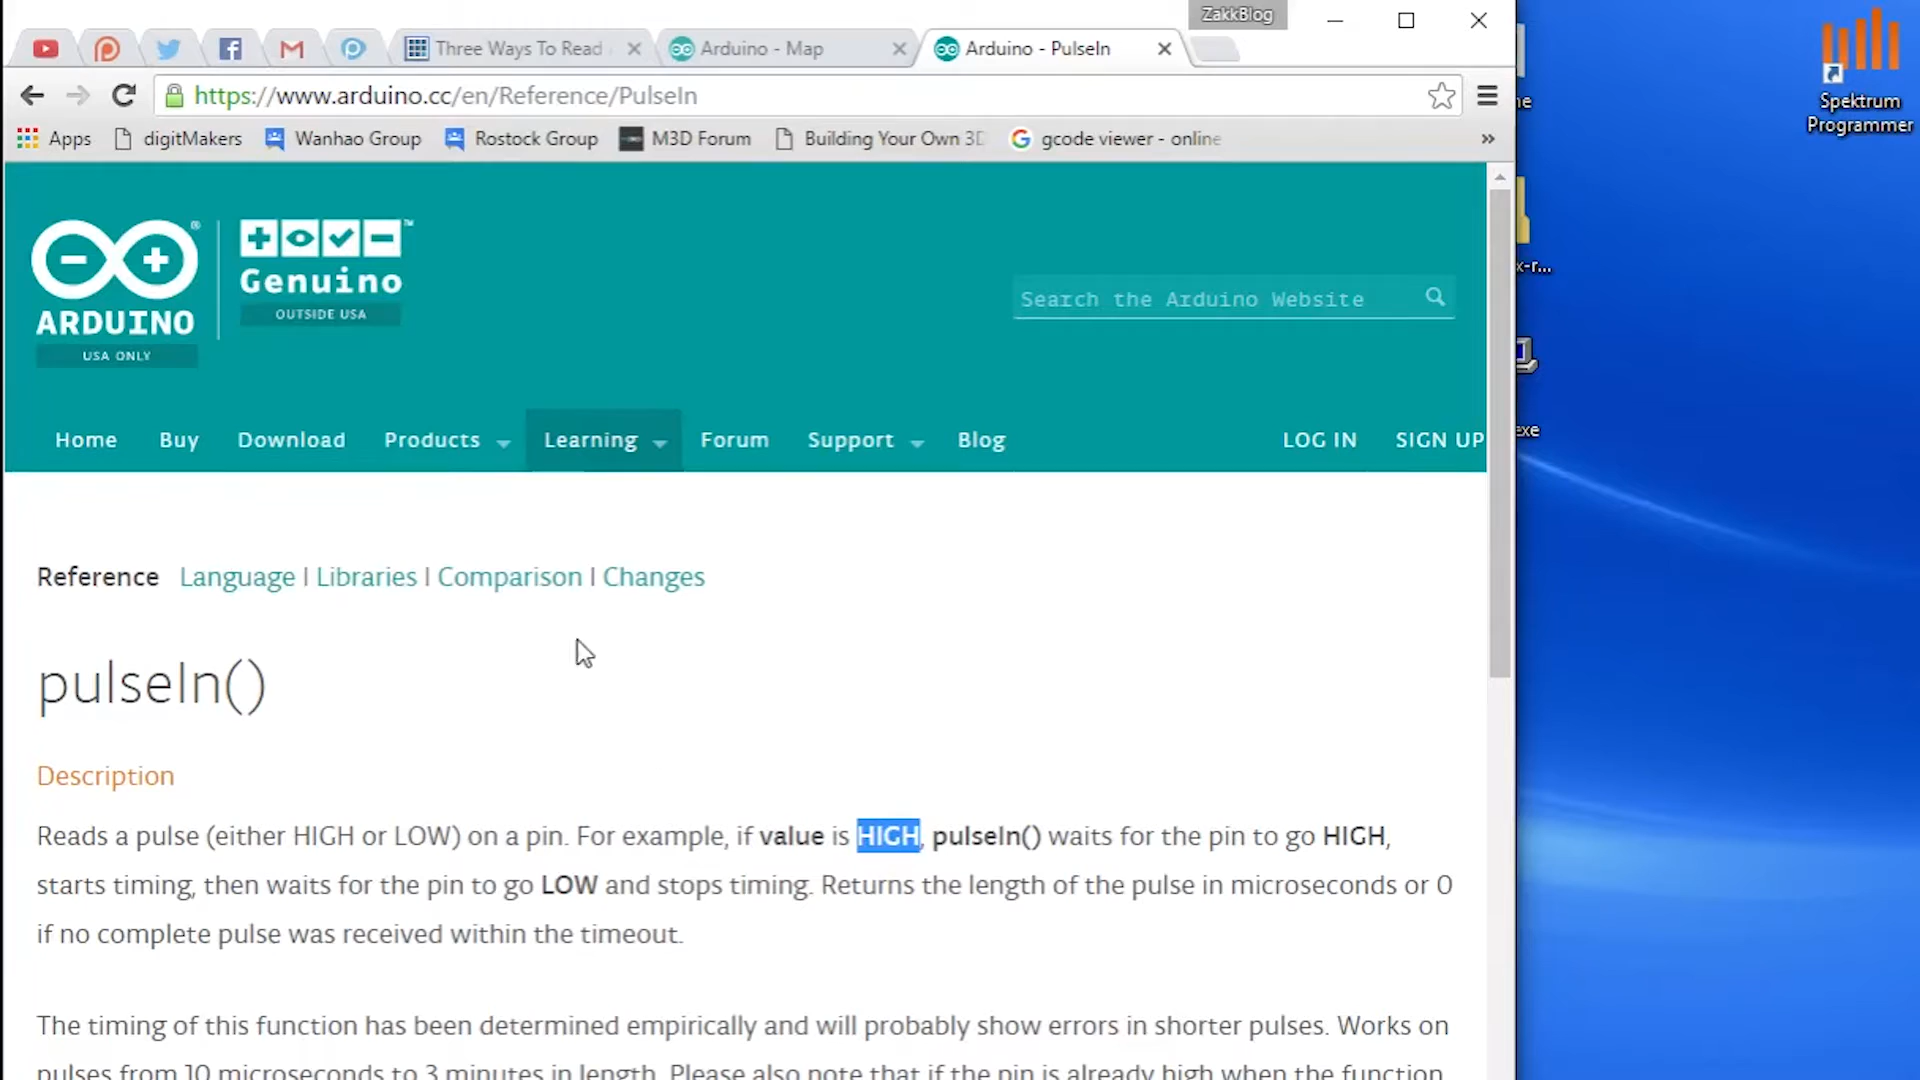 ZakkBlog
Three Ways To Read
Arduino - Map
Arduino - PulseIn
https://www.arduino.cc/en/Reference/PulseIn
Apps
digitMakers
Wanhao Group
Rostock Group
M3D Forum
Building Your Own 3D
gcode viewer - online
»
ARDUINO
USA ONLY
Genuino™
OUTSIDE USA
Search the Arduino Website
Home
Buy
Download
Products
Learning
Forum
Support
Blog
LOG IN
SIGN UP
Reference Language | Libraries | Comparison | Changes
pulseIn()
Description
Reads a pulse (either HIGH or LOW) on a pin. For example, if value is HIGH, pulseIn() waits for the pin to go HIGH,
starts timing, then waits for the pin to go LOW and stops timing. Returns the length of the pulse in microseconds or 0
if no complete pulse was received within the timeout.
The timing of this function has been determined empirically and will probably show errors in shorter pulses. Works on
pulses from 10 microseconds to 3 minutes in length. Please also note that if the pin is already high when the function
Spektrum
Programmer
ne
x-r...
exe